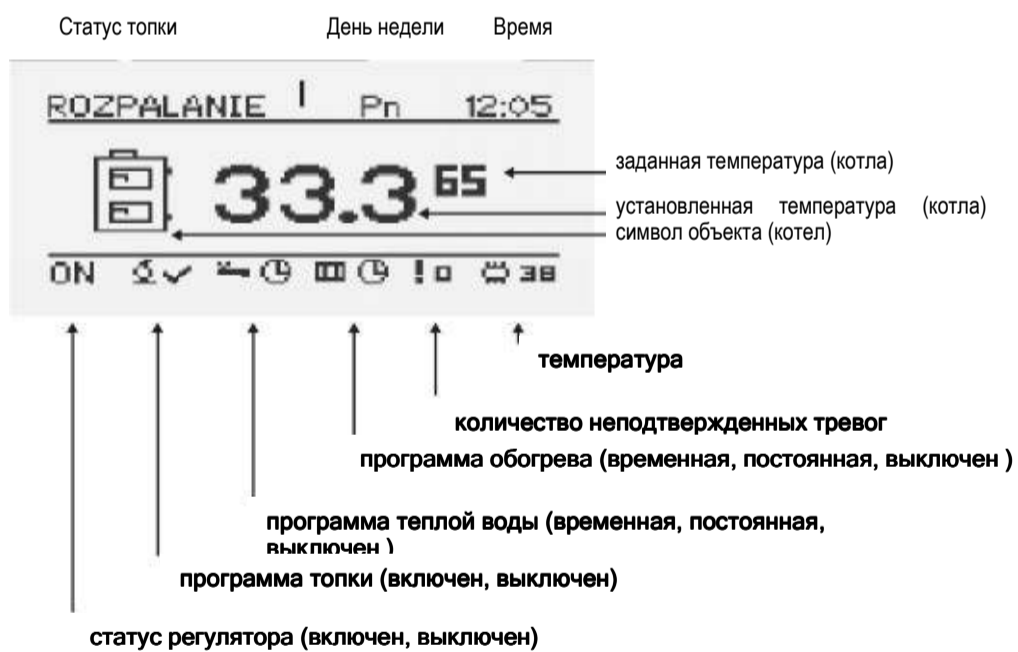 Статус топки День недели Время
ROZPALANIE Pn 12:05
33.3 65
заданная температура (котла)
установленная температура (котла)
символ объекта (котел)
ON ! 0 38
температура
количество неподтвержденных тревог
программа обогрева (временная, постоянная, выключен )
программа теплой воды (временная, постоянная,
выключен )
программа топки (включен, выключен)
статус регулятора (включен, выключен)